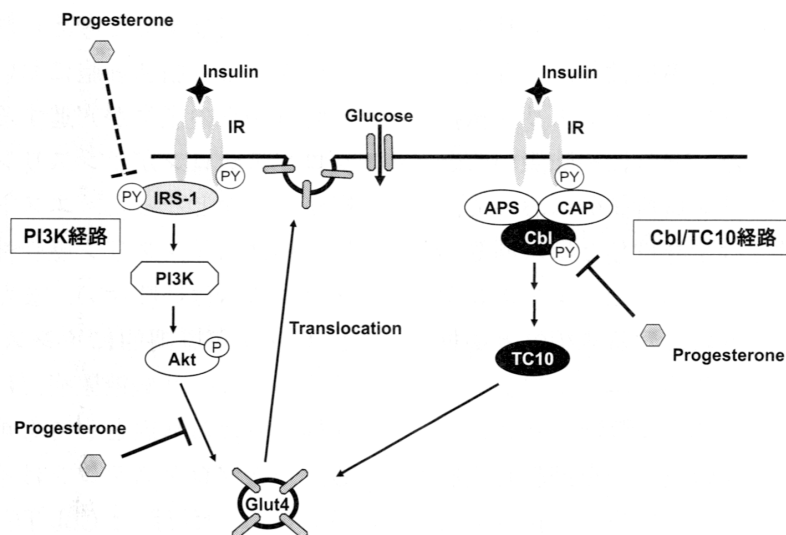 Progesterone
Insulin
IR
PY
PY
IRS-1
PI3K経路
PI3K
Akt
P
Progesterone
Glucose
Translocation
Glut4
Insulin
IR
PY
APS
CAP
Cbl
PY
Cbl/TC10経路
TC10
Progesterone